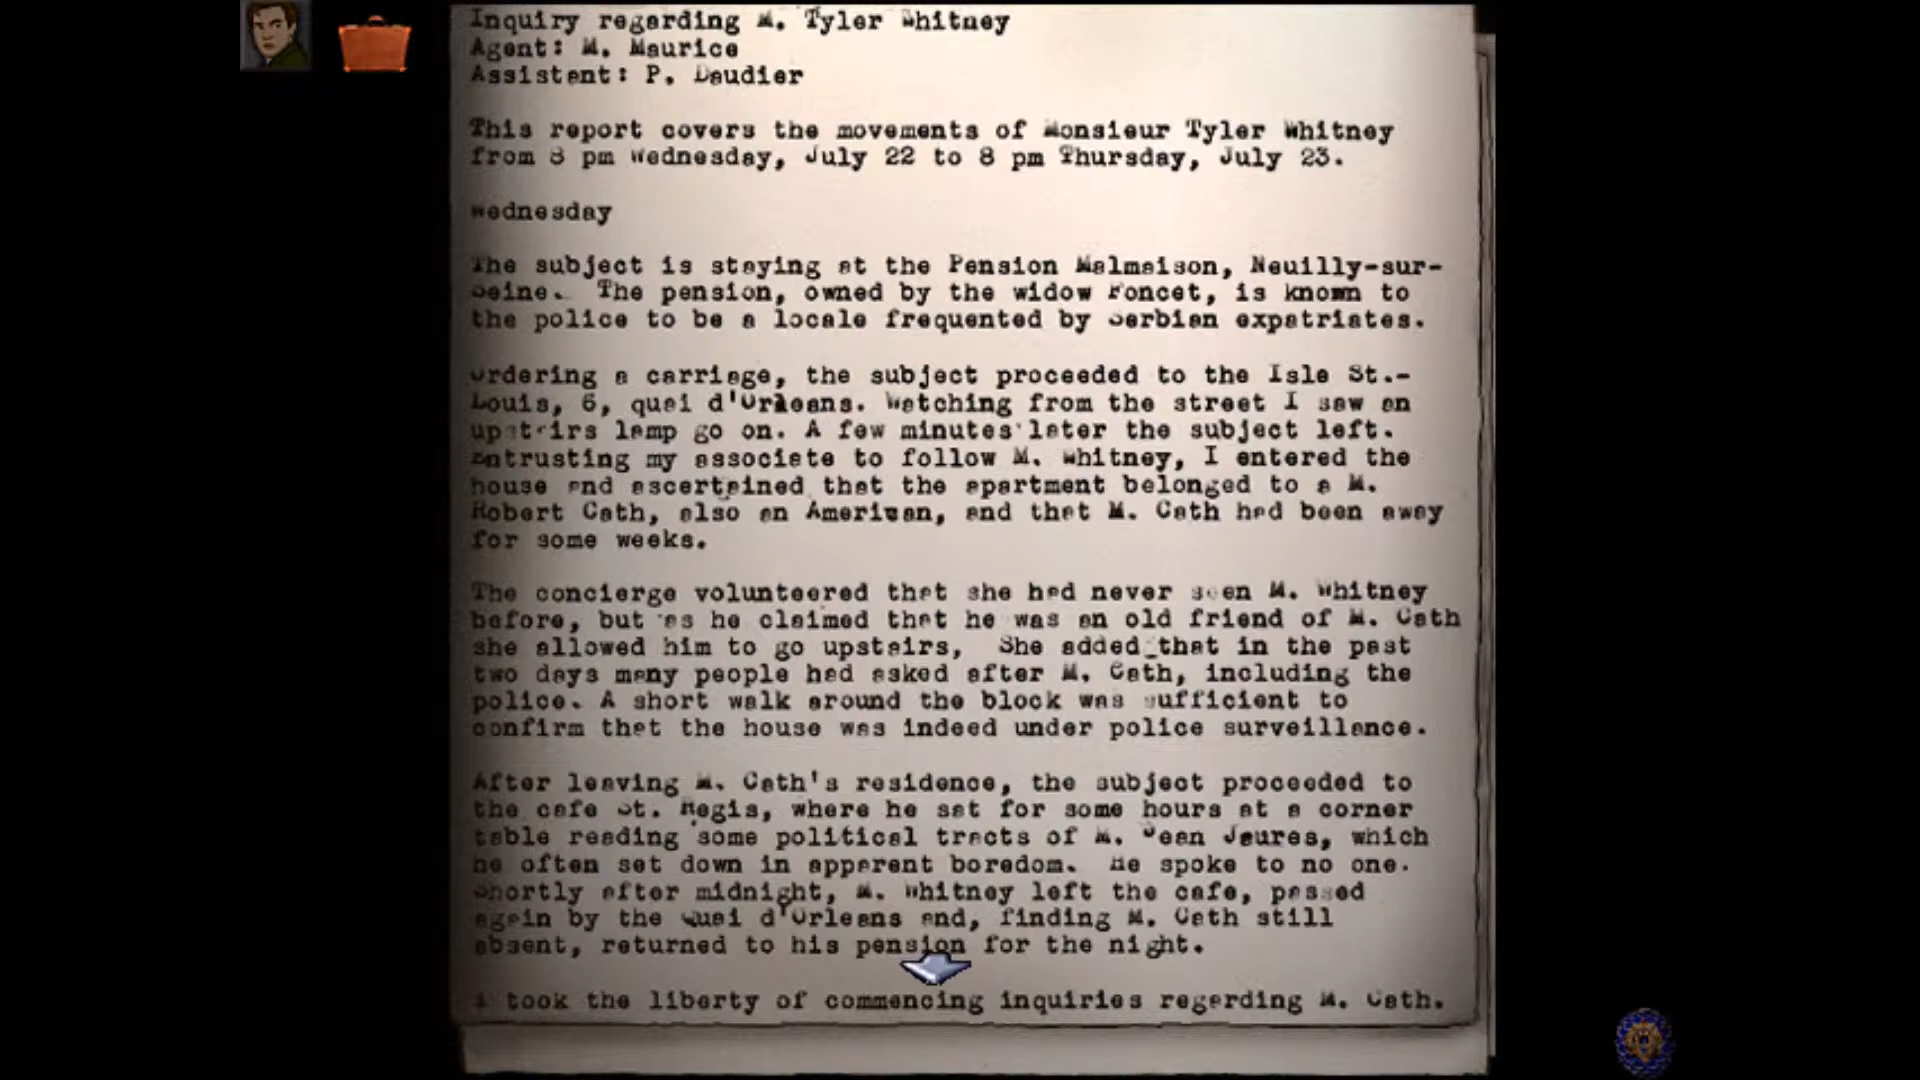 Inquiry regarding M. Tyler Whitney
Agent: M. Maurice
Assistent: P. Daudier
This report covers the movements of Monsieur Tyler Whitney
from 8 pm Wednesday, July 22 to 8 pm Thursday, July 23.
Wednesday
The subject is staying at the Pension Malmaison, Neuilly-sur-
Seine. The pension, owned by the widow Poncet, is known to
the police to be a locale frequented by Serbian expatriates.
Ordering a carriage, the subject proceeded to the Isle St.-
Louis, 6, quai d'Orleans. Watching from the street I saw an
upstairs lamp go on. A few minutes later the subject left.
Entrusting my associate to follow M. Whitney, I entered the
house and ascertained that the apartment belonged to a M.
Robert Cath, also an American, and that M. Cath had been away
for some weeks.
The concierge volunteered that she had never seen M. Whitney
before, but as he claimed that he was an old friend of M. Cath
she allowed him to go upstairs, She added that in the past
two days many people had asked after M. Cath, including the
police. A short walk around the block was sufficient to
confirm that the house was indeed under police surveillance.
After leaving M. Cath's residence, the subject proceeded to
the cafe St. Regis, where he sat for some hours at a corner
table reading some political tracts of M. Jean Jaures, which
he often set down in apparent boredom. He spoke to no one.
Shortly after midnight, M. Whitney left the cafe, passed
again by the Quai d'Orleans and, finding M. Cath still
absent, returned to his pension for the night.
I took the liberty of commencing inquiries regarding M. Cath.